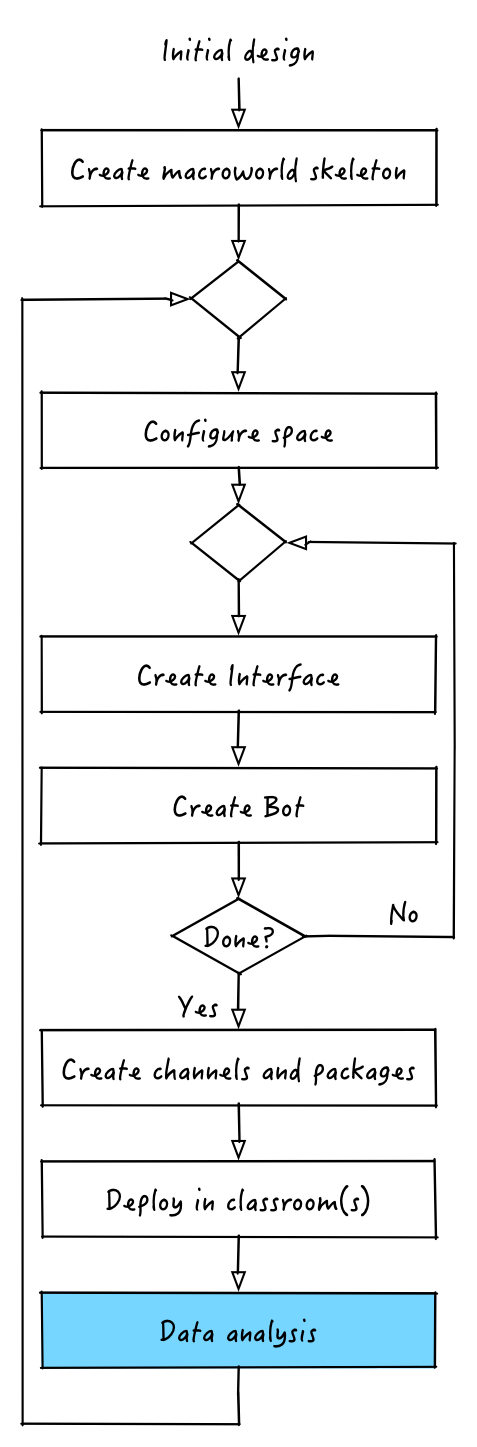 Initial design
Create macroworld skeleton
Configure space
Create Interface
Create Bot
Done?
No
Yes
Create channels and packages
Deploy in classroom(s)
Data analysis